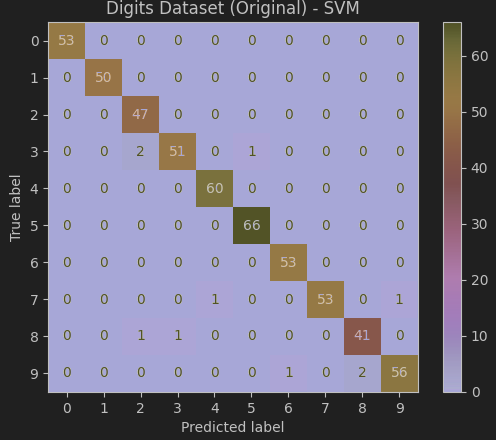 Digits Dataset (Original) - SVM
0 53 0 0 0 0 0 0 0 0 0
1 0 50 0 0 0 0 0 0 0 0
2 0 0 47 0 0 0 0 0 0 0
3 0 0 2 51 0 1 0 0 0 0
4 0 0 0 0 60 0 0 0 0 0
5 0 0 0 0 0 66 0 0 0 0
6 0 0 0 0 0 0 53 0 0 0
7 0 0 0 0 1 0 0 53 0 1
8 0 0 1 1 0 0 0 0 41 0
9 0 0 0 0 0 0 1 0 2 56
0 1 2 3 4 5 6 7 8 9
True label
Predicted label
60
50
40
30
20
10
0